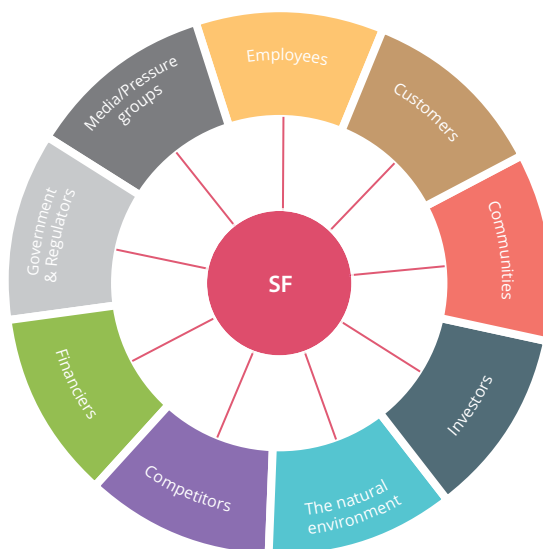 Employees
Customers
Communities
Investors
The natural
environment
Competitors
Financiers
Government
& Regulators
Media/Pressure
groups
SF